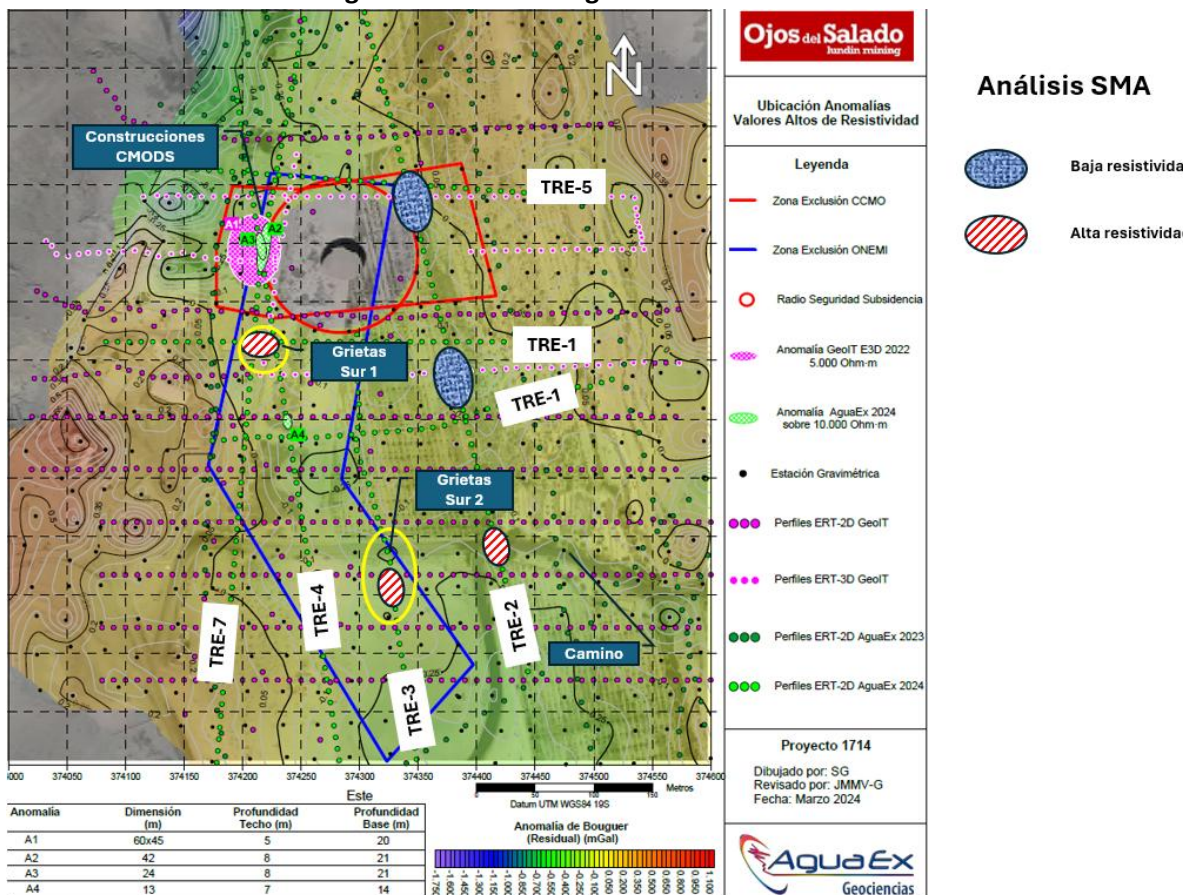 Ojos del Salado
lundin mining
Ubicación Anomalías
Valores Altos de Resistividad
Leyenda
Zona Exclusión CCMO
Zona Exclusión ONEMI
Radio Seguridad Subsidencia
Anomalía GeoIT E3D 2022
5.000 Ohm·m
Anomalía AguaEx 2024
sobre 10.000 Ohm·m
Estación Gravimétrica
Perfiles ERT-2D GeoIT
Perfiles ERT-3D GeoIT
Perfiles ERT-2D AguaEx 2023
Perfiles ERT-2D AguaEx 2024
Proyecto 1714
Dibujado por: SG
Revisado por: JMMV-G
Fecha: Marzo 2024
AguaEx
Geociencias
Análisis SMA
Baja resistivida
Alta resistivida
N
Construcciones
CMODS
TRE-5
A1
A2
A3
TRE-1
Grietas
Sur 1
TRE-1
A4
Grietas
Sur 2
TRE-4
TRE-2
TRE-7
Camino
TRE-3
374050 374100 374150 374200 374250 374300 374350 374400 374450 374500 374550 374600
Este
50 0 50 100 150 Metros
Datum UTM WGS84 19S
Anomalía Dimensión (m) Profundidad Techo (m) Profundidad Base (m)
A1 60x45 5 20
A2 42 8 21
A3 24 8 21
A4 13 7 14
Anomalía de Bouguer
(Residual) (mGal)